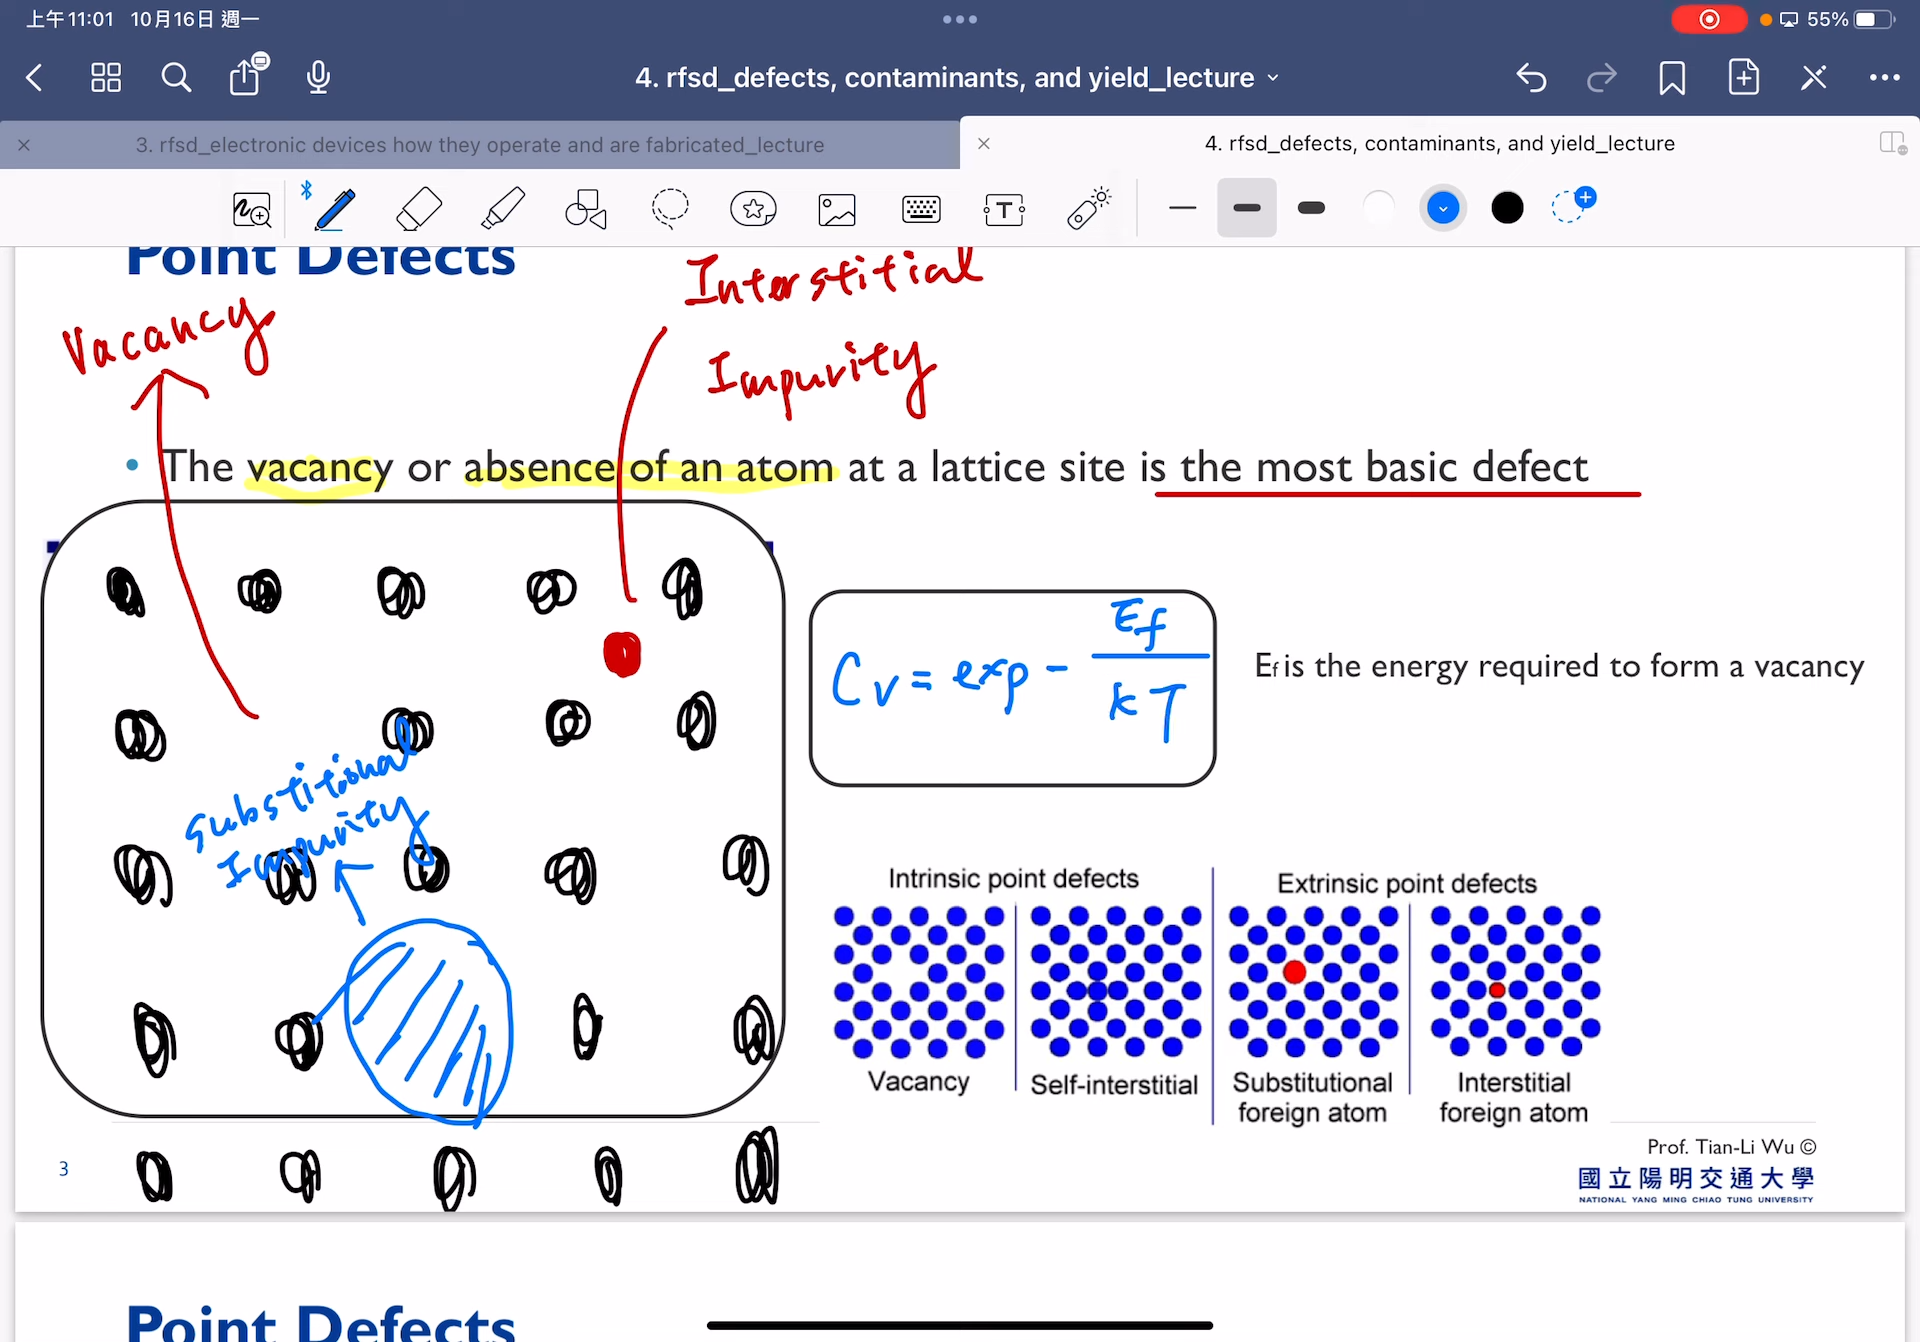 上午11:01 10月16日 週一
55%
4. rfsd_defects, contaminants, and yield_lecture
3. rfsd_electronic devices how they operate and are fabricated_lecture
4. rfsd_defects, contaminants, and yield_lecture
T
Point Defects
Interstitial
Impurity
Vacancy
• The vacancy or absence of an atom at a lattice site is the most basic defect
Cv = exp - Ef / kT
Ef is the energy required to form a vacancy
Substitional
Impurity
Intrinsic point defects
Extrinsic point defects
Vacancy
Self-interstitial
Substitutional
foreign atom
Interstitial
foreign atom
Prof. Tian-Li Wu ©
國立陽明交通大學
NATIONAL YANG MING CHIAO TUNG UNIVERSITY
3
Point Defects